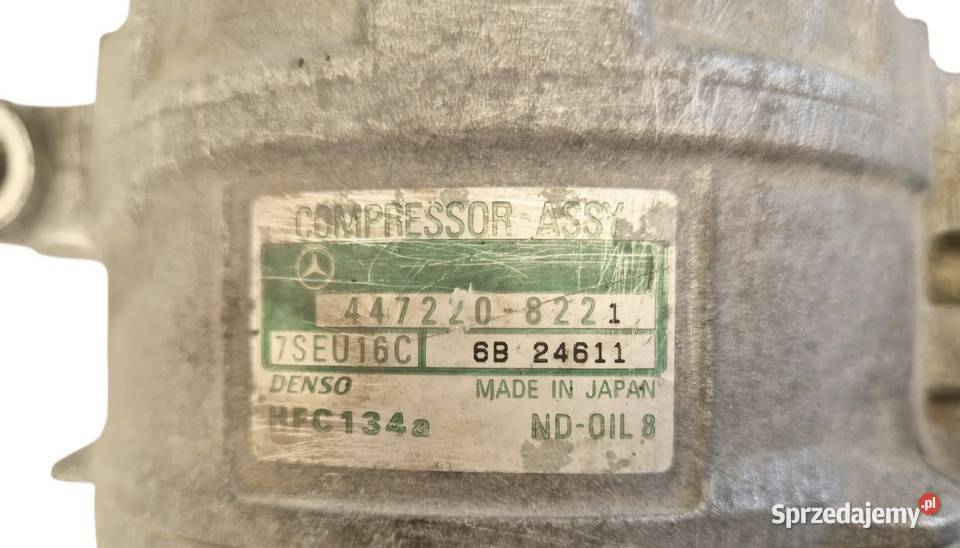 COMPRESSOR ASSY
447220-8221
7SEU16C 6B 24611
DENSO MADE IN JAPAN
HFC134a ND-OIL 8
Sprzedajemy.pl